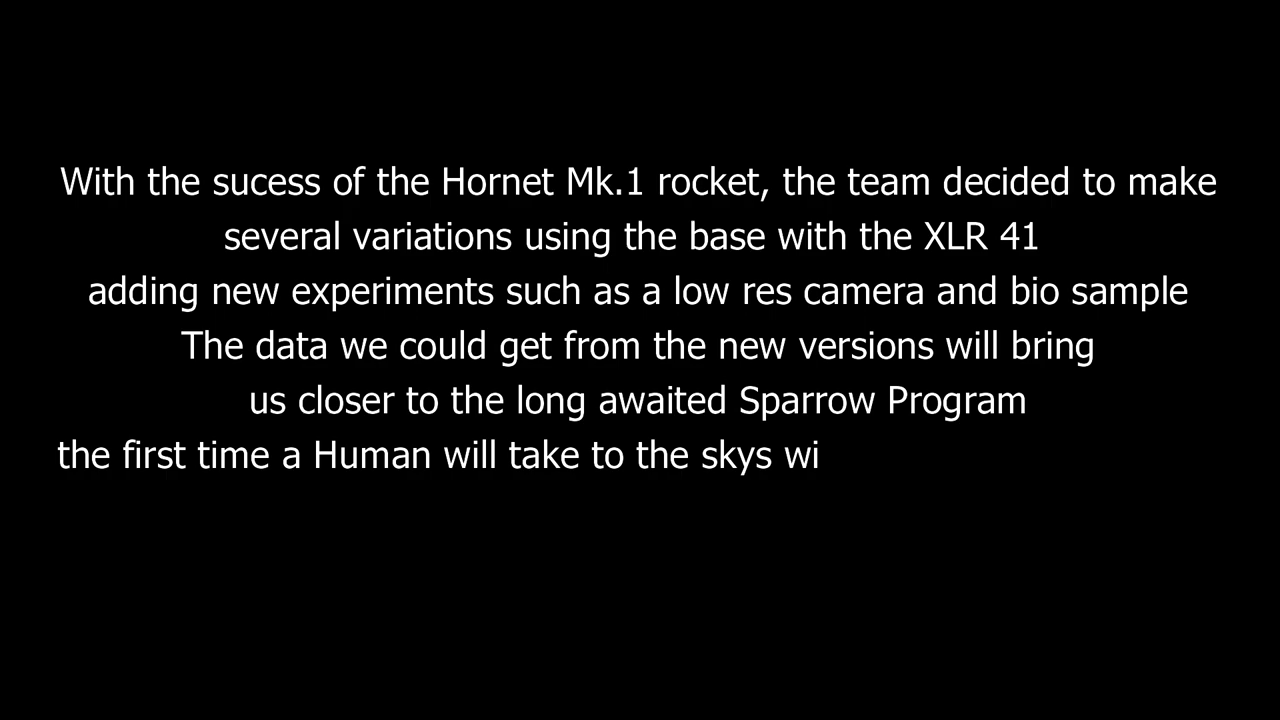 With the sucess of the Hornet Mk.1 rocket, the team decided to make
several variations using the base with the XLR 41
adding new experiments such as a low res camera and bio sample
The data we could get from the new versions will bring
us closer to the long awaited Sparrow Program
the first time a Human will take to the skys wi